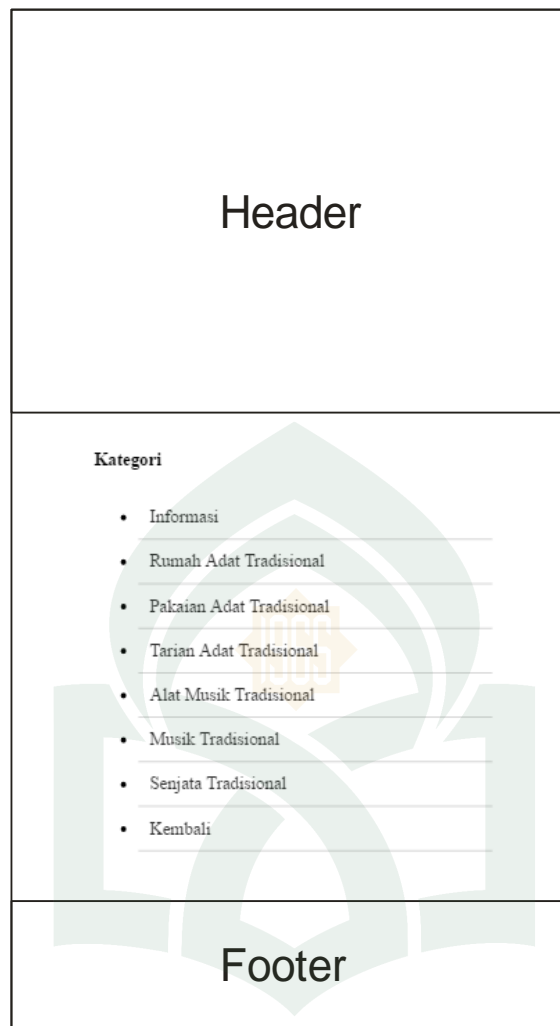 Header
Kategori
• Informasi
• Rumah Adat Tradisional
• Pakaian Adat Tradisional
• Tarian Adat Tradisional
• Alat Musik Tradisional
• Musik Tradisional
• Senjata Tradisional
• Kembali
Footer